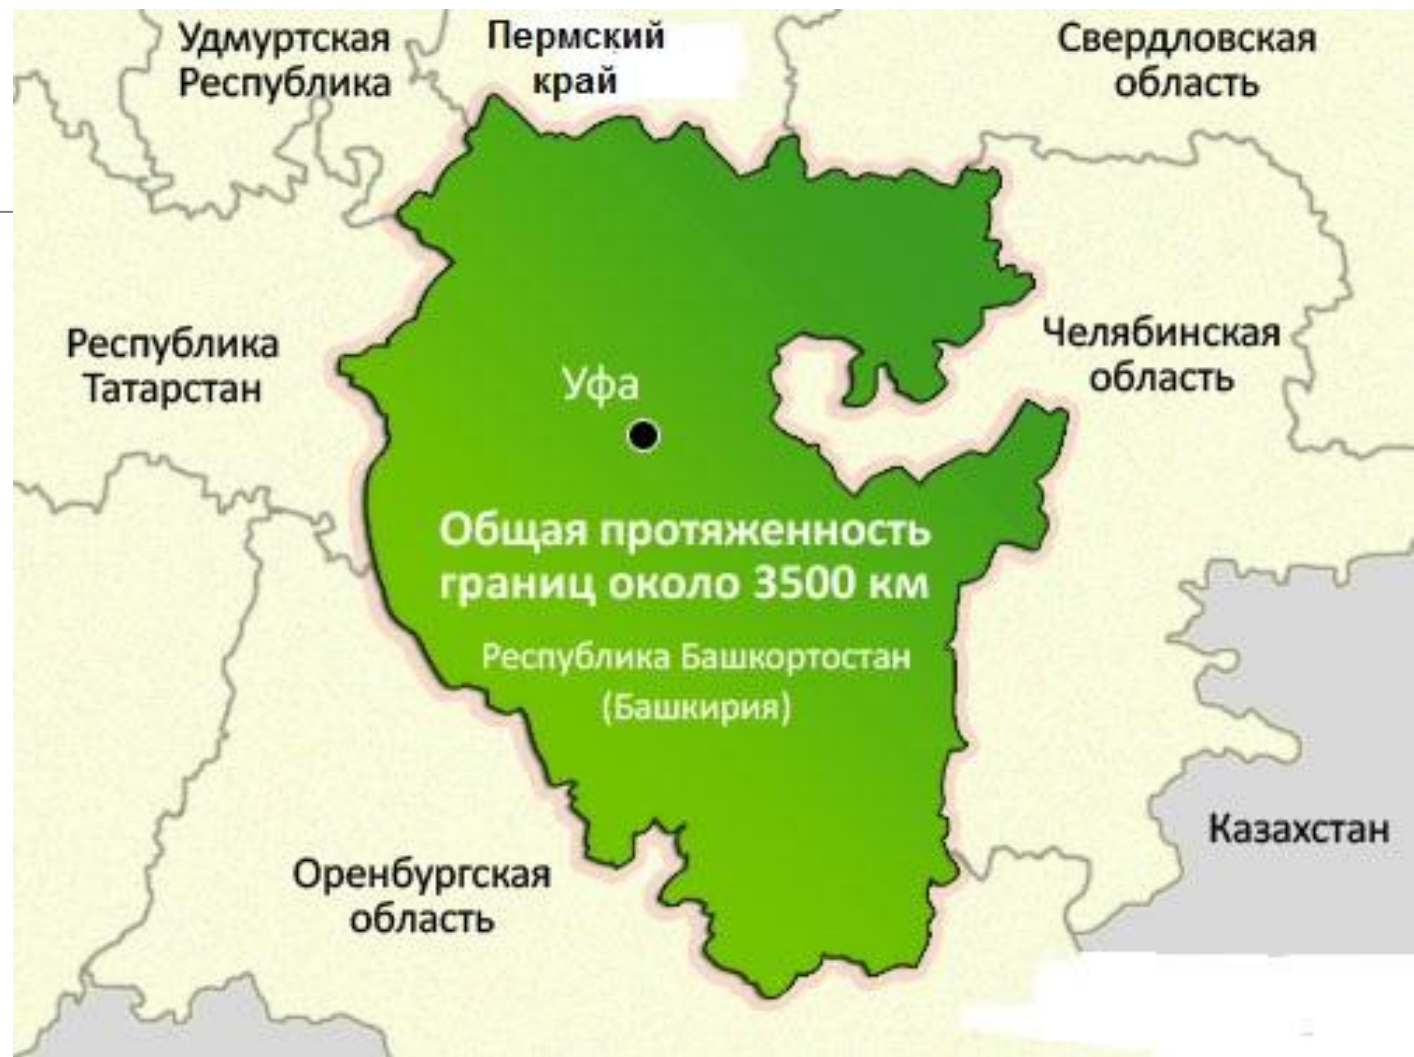 Удмуртская
Республика
Пермский
край
Свердловская
область
Республика
Татарстан
Уфа
Челябинская
область
Общая протяженность
границ около 3500 км
Республика Башкортостан
(Башкирия)
Оренбургская
область
Казахстан